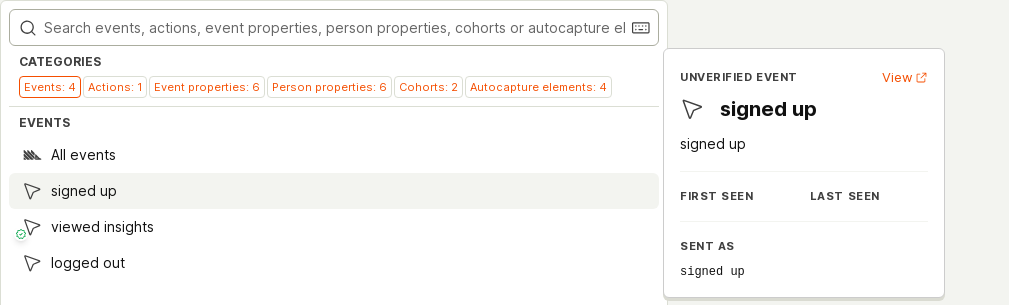 Search events, actions, event properties, person properties, cohorts or autocapture el
CATEGORIES
Events: 4 Actions: 1 Event properties: 6 Person properties: 6 Cohorts: 2 Autocapture elements: 4
EVENTS
All events
signed up
viewed insights
logged out
UNVERIFIED EVENT View
signed up
signed up
FIRST SEEN LAST SEEN
SENT AS
signed up